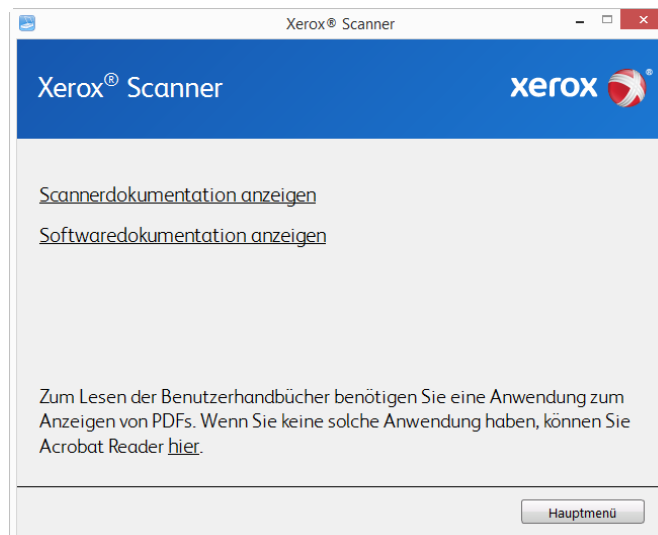 Xerox® Scanner
Xerox® Scanner
xerox ®
Scannerdokumentation anzeigen
Softwaredokumentation anzeigen
Zum Lesen der Benutzerhandbücher benötigen Sie eine Anwendung zum
Anzeigen von PDFs. Wenn Sie keine solche Anwendung haben, können Sie
Acrobat Reader hier.
Hauptmenü